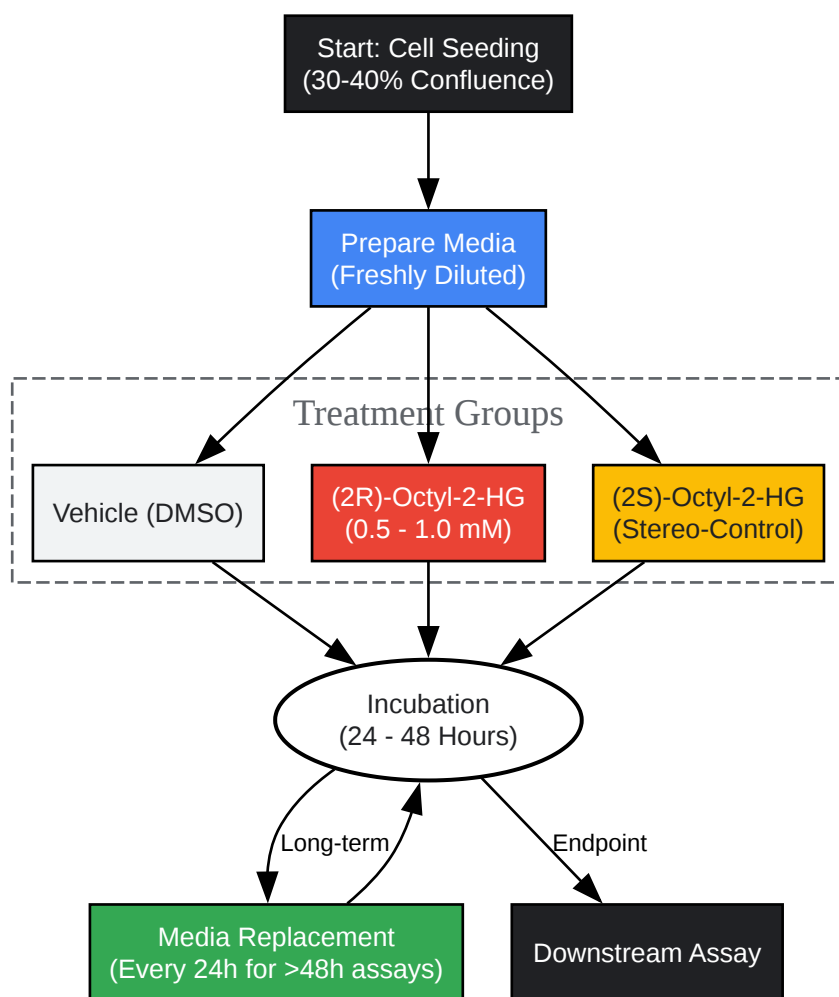 Start: Cell Seeding
(30-40% Confluence)
Prepare Media
(Freshly Diluted)
Treatment Groups
Vehicle (DMSO)
(2R)-Octyl-2-HG
(0.5 - 1.0 mM)
(2S)-Octyl-2-HG
(Stereo-Control)
Incubation
(24 - 48 Hours)
Long-term
Endpoint
Media Replacement
(Every 24h for >48h assays)
Downstream Assay